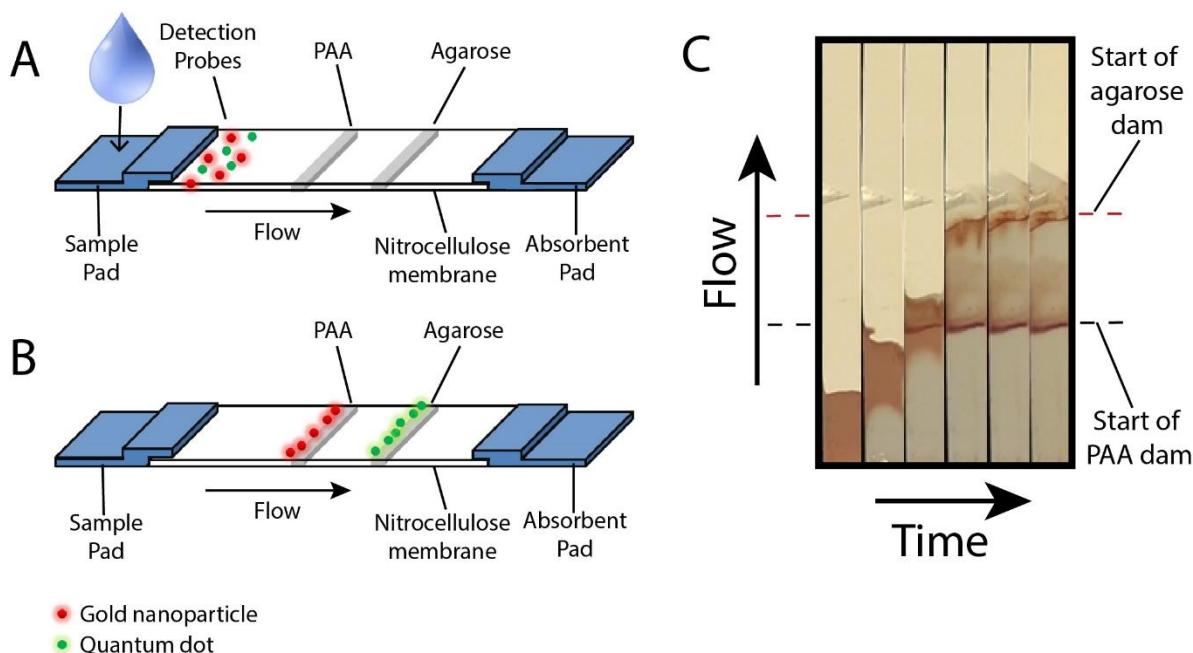 A
Detection
Probes
PAA
Agarose
Sample
Pad
Flow
Nitrocellulose
membrane
Absorbent
Pad
B
PAA
Agarose
Sample
Pad
Flow
Nitrocellulose
membrane
Absorbent
Pad
Gold nanoparticle
Quantum dot
C
Flow
Start of
agarose
dam
Start of
PAA dam
Time